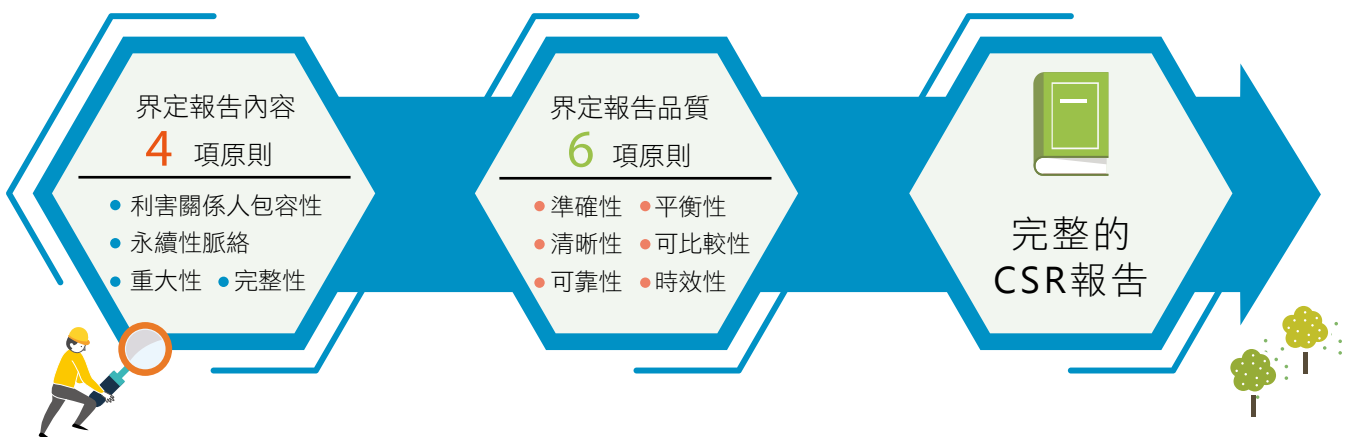 界定報告內容
4 項原則
利害關係人包容性
永續性脈絡
重大性 完整性
界定報告品質
6 項原則
準確性 平衡性
清晰性 可比較性
可靠性 時效性
完整的
CSR報告